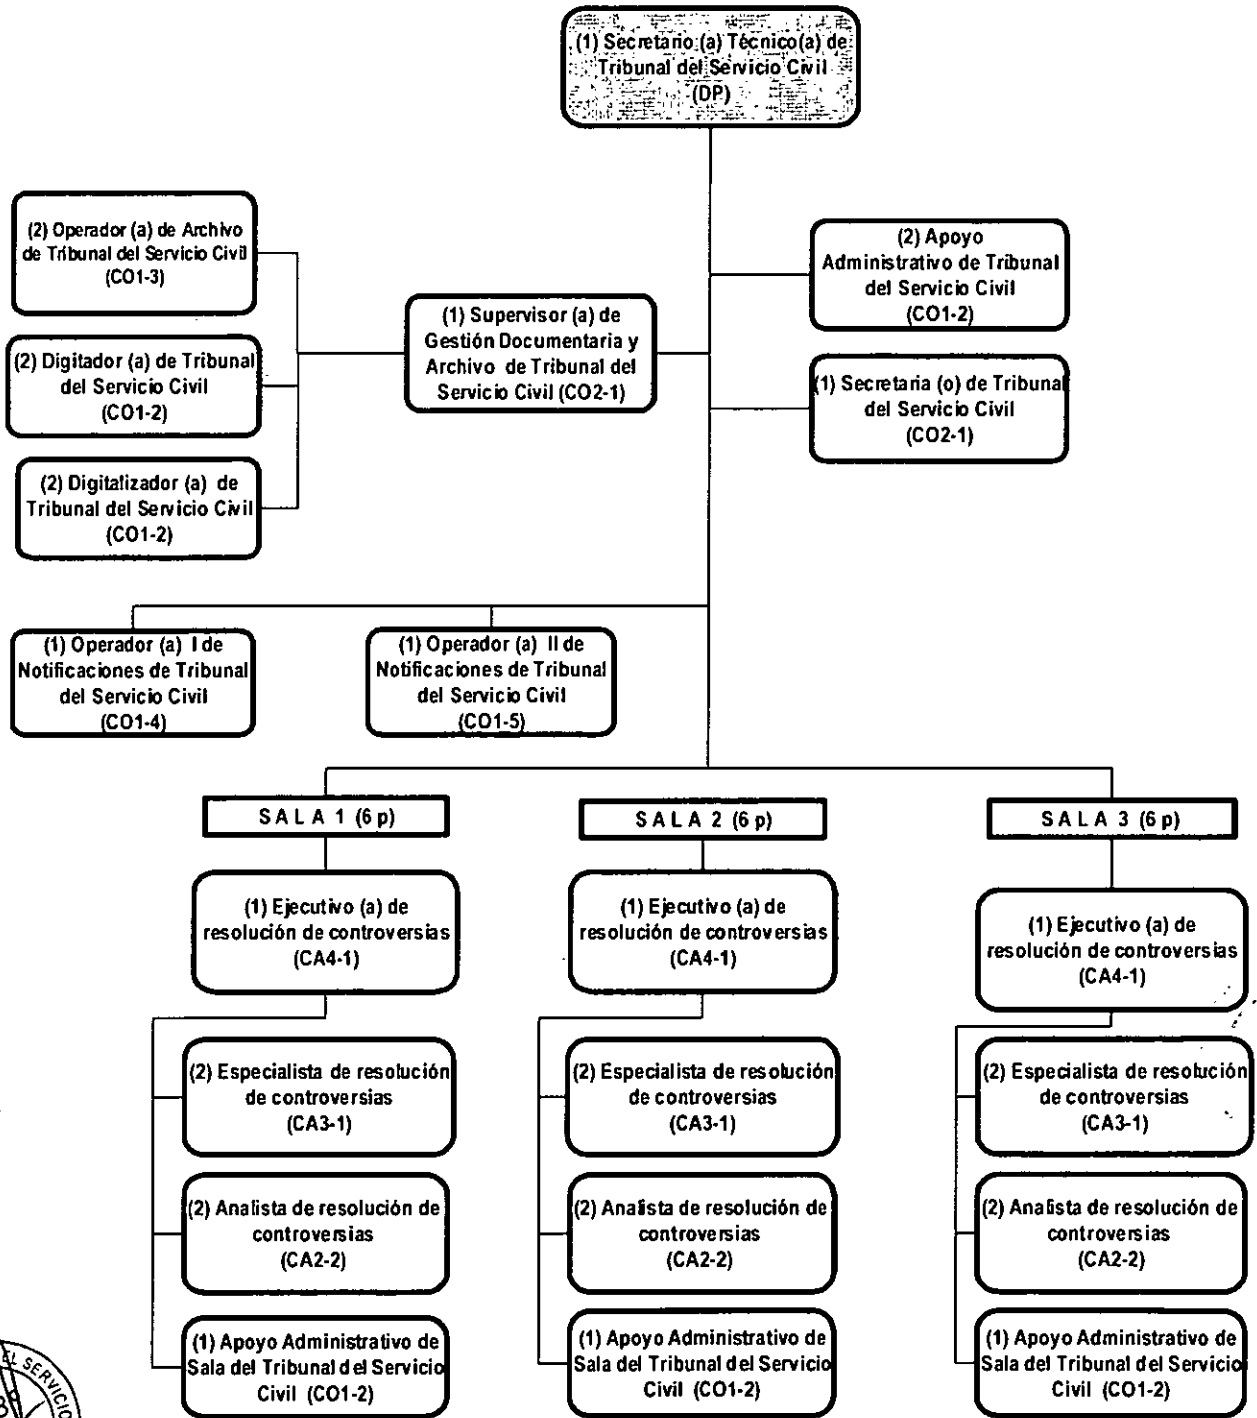 (1) Secretario (a) Técnico(a) de
Tribunal del Servicio Civil
(DP)
(2) Operador (a) de Archivo
de Tribunal del Servicio Civil
(CO1-3)
(2) Digitador (a) de Tribunal
del Servicio Civil
(CO1-2)
(2) Digitalizador (a) de
Tribunal del Servicio Civil
(CO1-2)
(1) Supervisor (a) de
Gestión Documentaria y
Archivo de Tribunal del
Servicio Civil (CO2-1)
(2) Apoyo
Administrativo de Tribunal
del Servicio Civil
(CO1-2)
(1) Secretaria (o) de Tribunal
del Servicio Civil
(CO2-1)
(1) Operador (a) I de
Notificaciones de Tribunal
del Servicio Civil
(CO1-4)
(1) Operador (a) II de
Notificaciones de Tribunal
del Servicio Civil
(CO1-5)
SALA 1 (6 p)
(1) Ejecutivo (a) de
resolución de controversias
(CA4-1)
(2) Especialista de resolución
de controversias
(CA3-1)
(2) Analista de resolución de
controversias
(CA2-2)
(1) Apoyo Administrativo de
Sala del Tribunal del Servicio
Civil (CO1-2)
SALA 2 (6 p)
(1) Ejecutivo (a) de
resolución de controversias
(CA4-1)
(2) Especialista de resolución
de controversias
(CA3-1)
(2) Analista de resolución de
controversias
(CA2-2)
(1) Apoyo Administrativo de
Sala del Tribunal del Servicio
Civil (CO1-2)
SALA 3 (6 p)
(1) Ejecutivo (a) de
resolución de controversias
(CA4-1)
(2) Especialista de resolución
de controversias
(CA3-1)
(2) Analista de resolución de
controversias
(CA2-2)
(1) Apoyo Administrativo de
Sala del Tribunal del Servicio
Civil (CO1-2)
EL SERVICIO